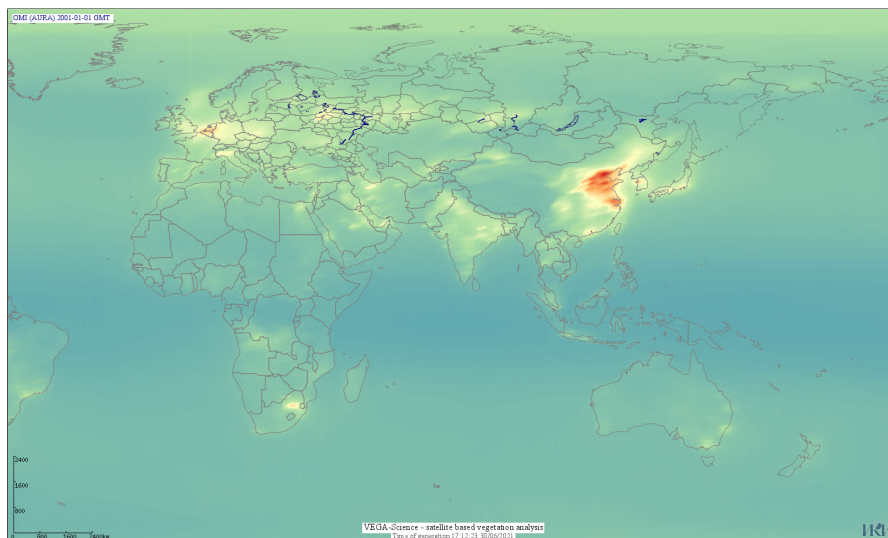 OMI (AURA) 2001-01-01 GMT
2400
1600
800
800 1600 2400km
VEGA-Science - satellite based vegetation analysis
Time of generation 17:12:23 30/06/2021
IKI